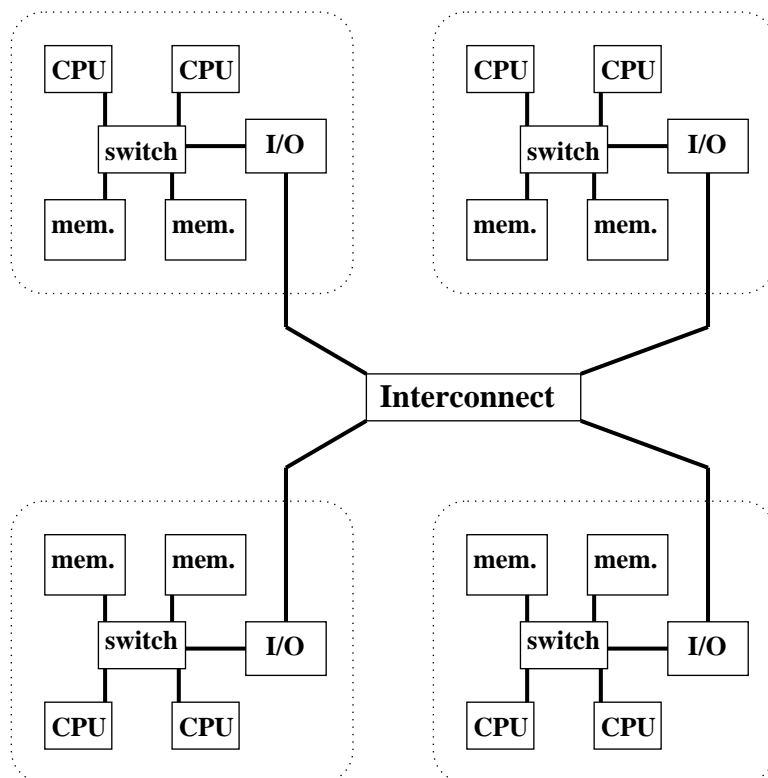 CPU CPU
switch I/O
mem. mem.
CPU CPU
switch I/O
mem. mem.
Interconnect
mem. mem.
switch I/O
CPU CPU
mem. mem.
switch I/O
CPU CPU